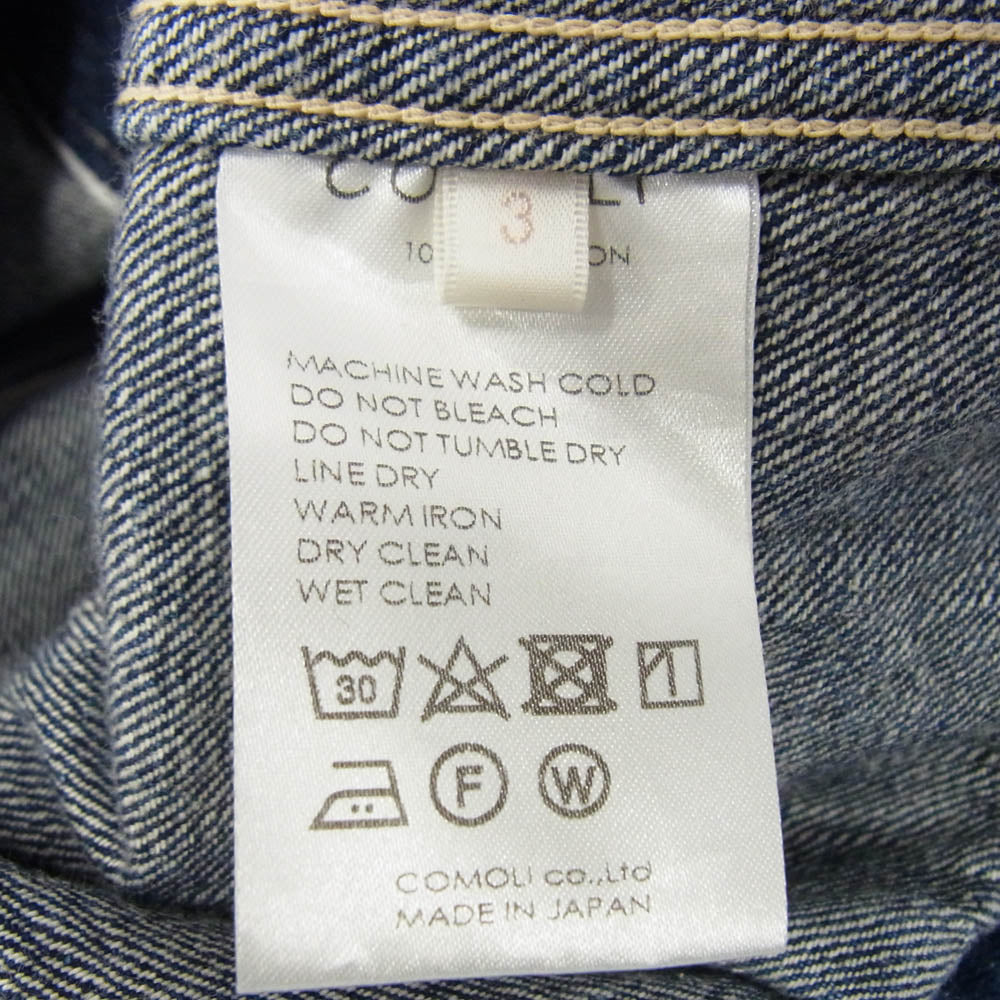 3
MACHINE WASH COLD
DO NOT BLEACH
DO NOT TUMBLE DRY
LINE DRY
WARM IRON
DRY CLEAN
WET CLEAN
30
F W
COMOLI co.,Ltd
MADE IN JAPAN